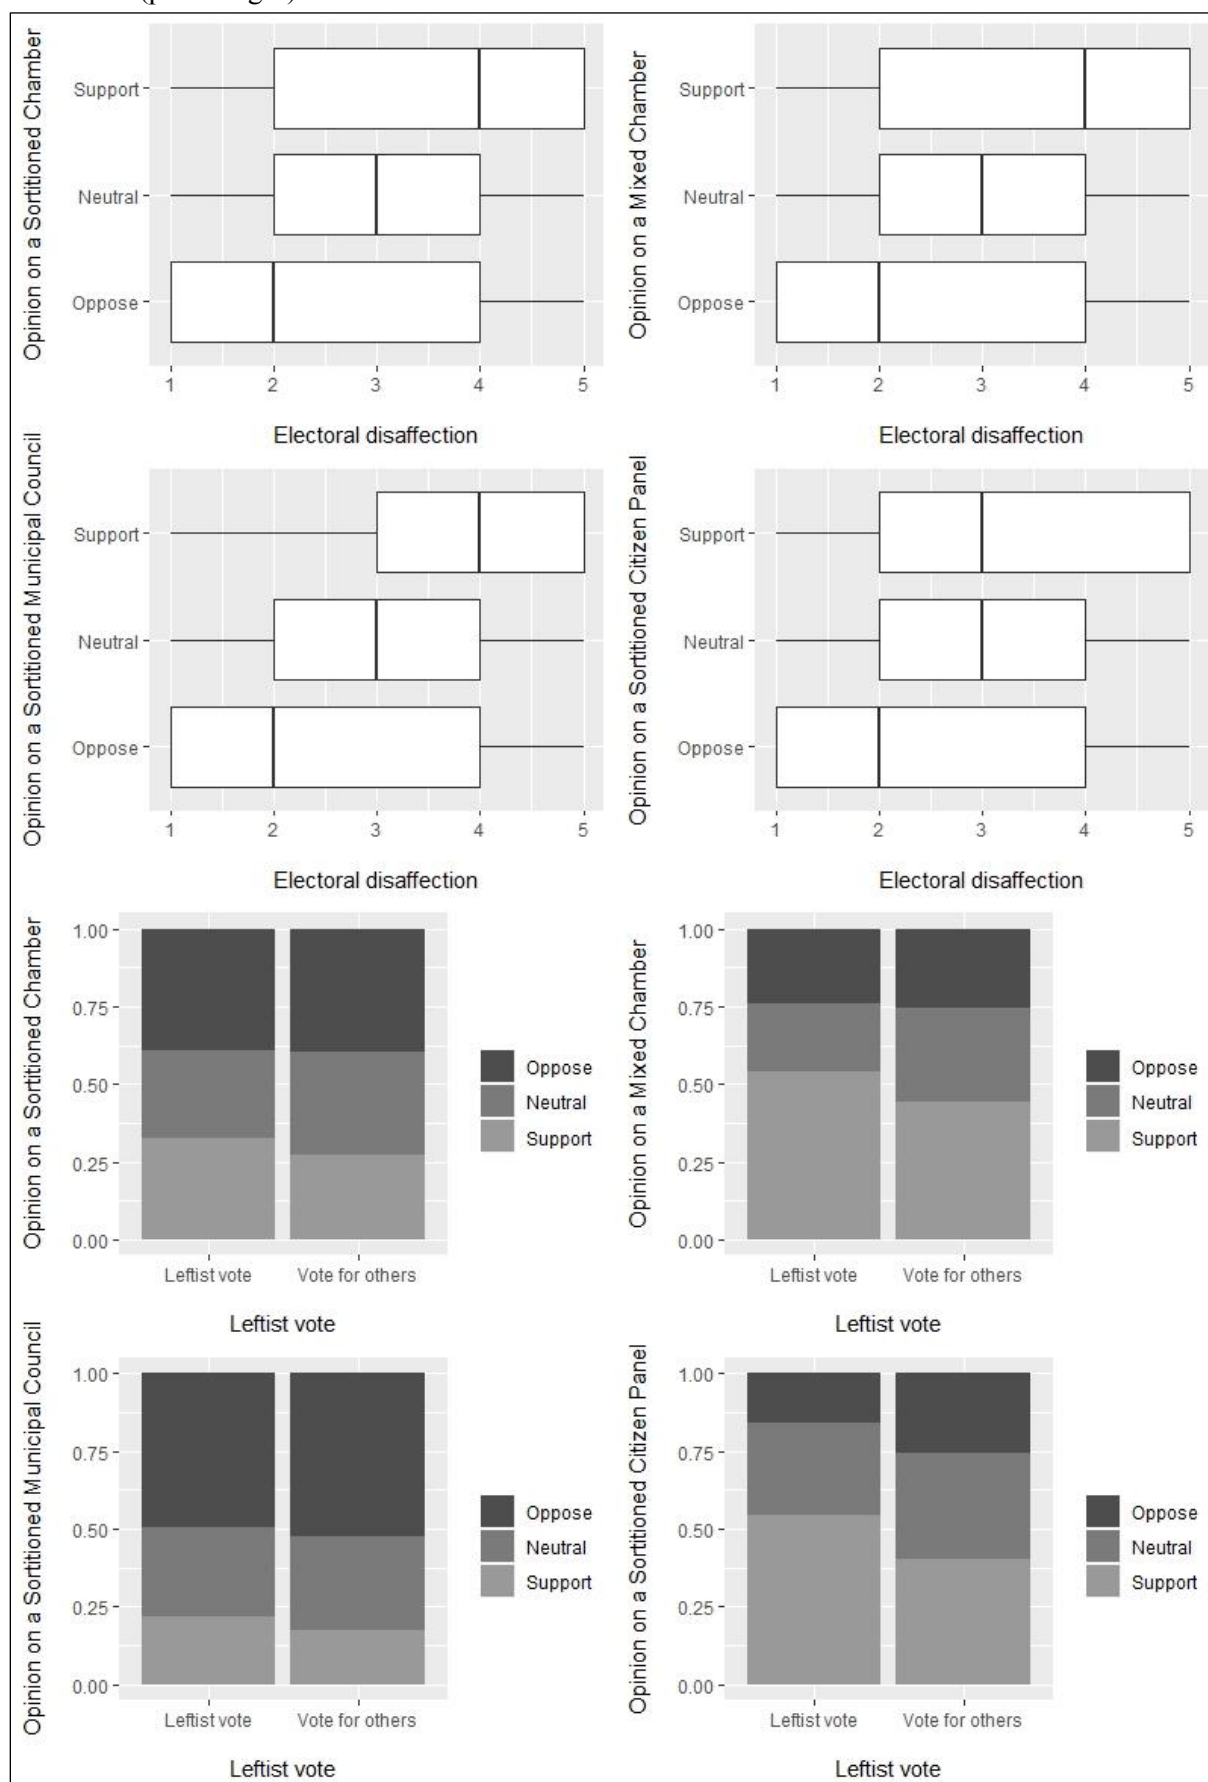 Opinion on a Sortitioned Chamber
Support
Neutral
Oppose
1 2 3 4 5
Electoral disaffection
Opinion on a Mixed Chamber
Support
Neutral
Oppose
1 2 3 4 5
Electoral disaffection
Opinion on a Sortitioned Municipal Council
Support
Neutral
Oppose
1 2 3 4 5
Electoral disaffection
Opinion on a Sortitioned Citizen Panel
Support
Neutral
Oppose
1 2 3 4 5
Electoral disaffection
Opinion on a Sortitioned Chamber
1.00
0.75
0.50
0.25
0.00
Leftist vote Vote for others
Leftist vote
Oppose
Neutral
Support
Opinion on a Mixed Chamber
1.00
0.75
0.50
0.25
0.00
Leftist vote Vote for others
Leftist vote
Oppose
Neutral
Support
Opinion on a Sortitioned Municipal Council
1.00
0.75
0.50
0.25
0.00
Leftist vote Vote for others
Leftist vote
Oppose
Neutral
Support
Opinion on a Sortitioned Citizen Panel
1.00
0.75
0.50
0.25
0.00
Leftist vote Vote for others
Leftist vote
Oppose
Neutral
Support